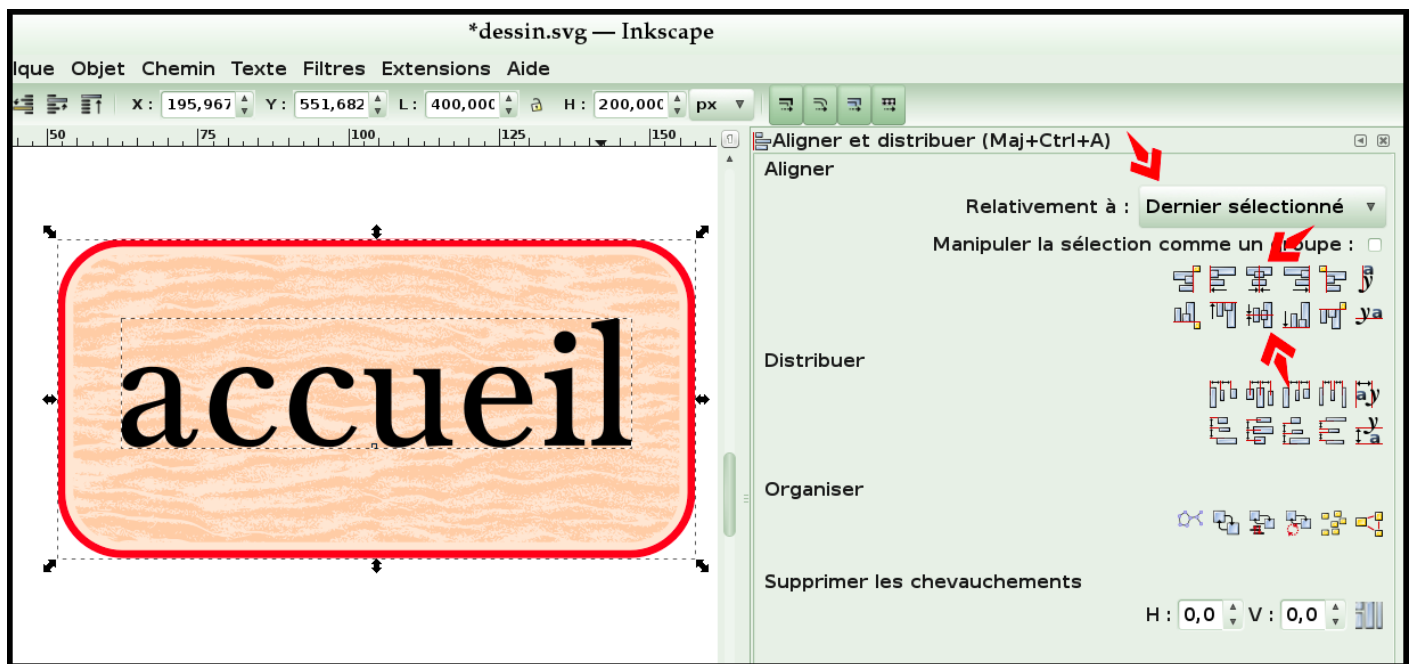 *dessin.svg — Inkscape
ique Objet Chemin Texte Filtres Extensions Aide
X : 195,967 Y : 551,682 L : 400,000 H : 200,000 px
50 75 100 125 150
Aligner et distribuer (Maj+Ctrl+A)
Aligner
Relativement à : Dernier sélectionné
Manipuler la sélection comme un groupe :
accueil
Distribuer
Organiser
Supprimer les chevauchements
H : 0,0 V : 0,0